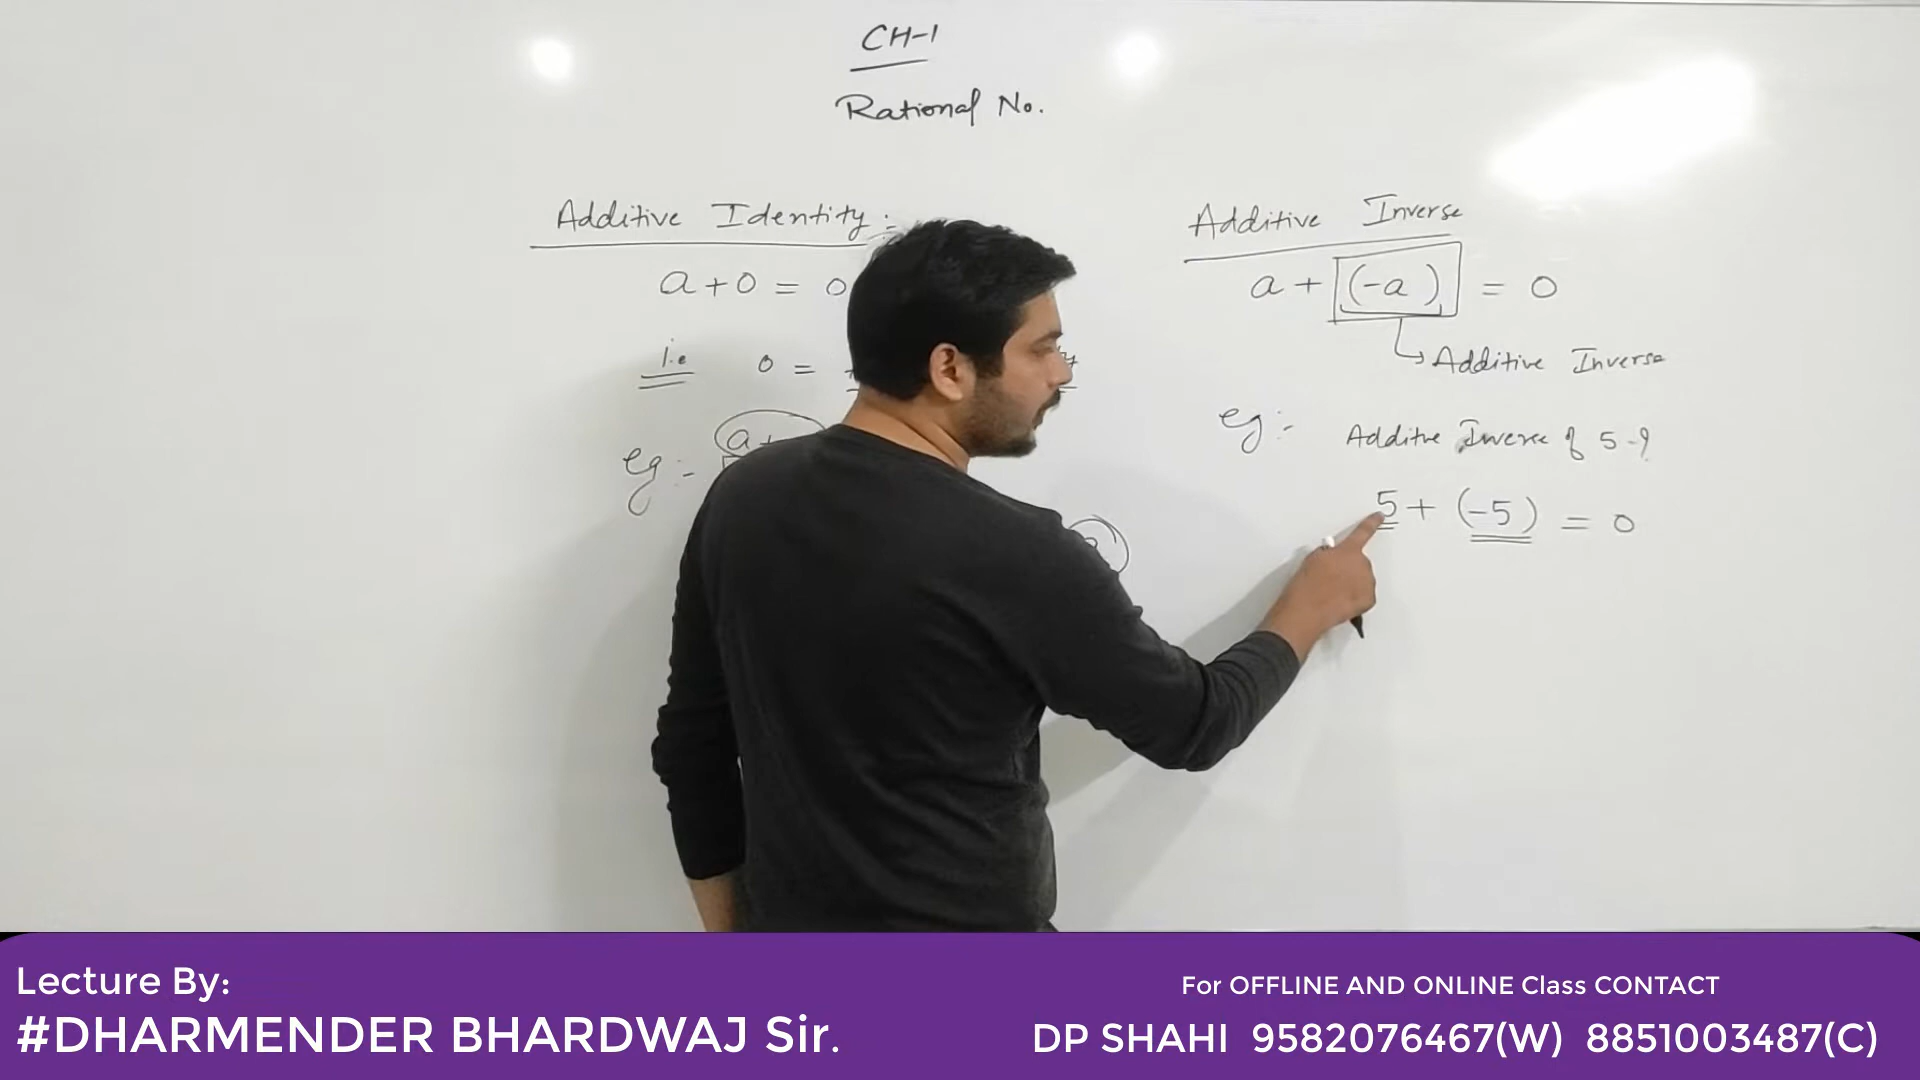 CH-1
Rational No.
Additive Identity :-
a + 0 = 0
i.e 0 =
eg :- a +
Additive Inverse
a + (-a) = 0
Additive Inverse
eg :- Additive Inverse of 5 - ?
5 + (-5) = 0
Lecture By:
#DHARMENDER BHARDWAJ Sir.
For OFFLINE AND ONLINE Class CONTACT
DP SHAHI 9582076467(W) 8851003487(C)